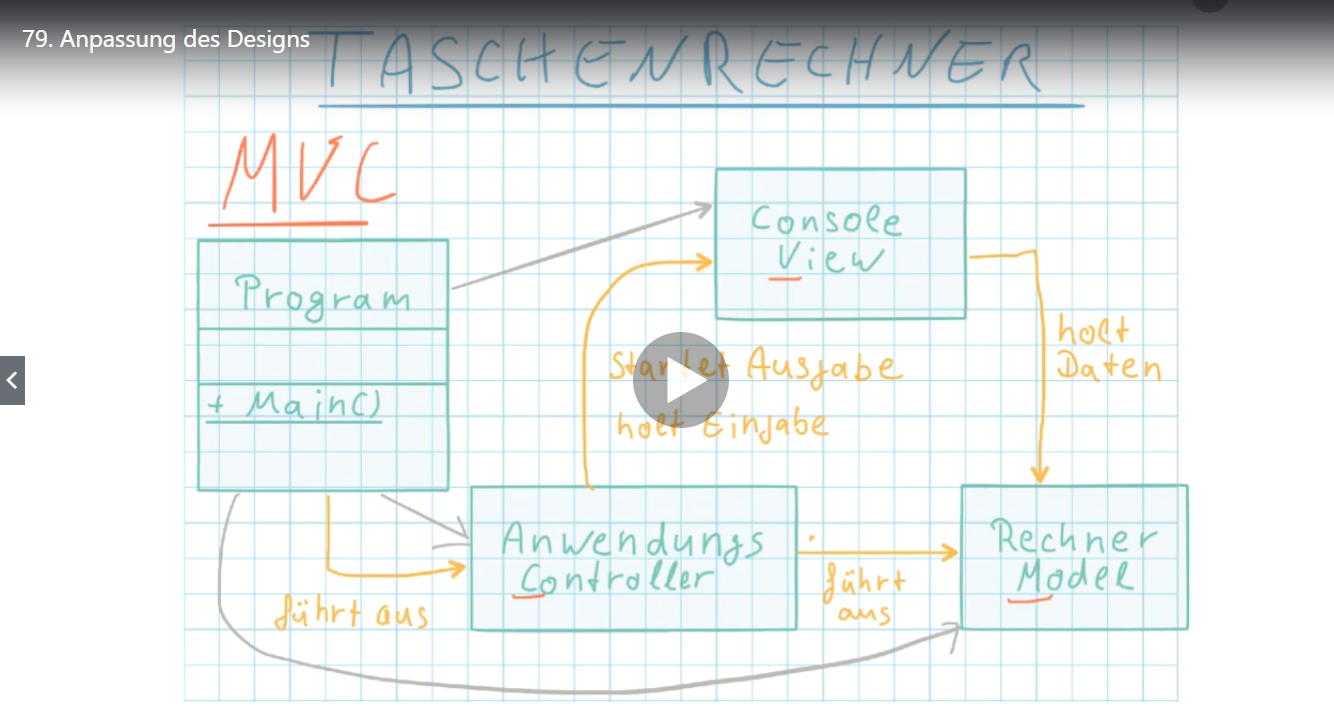 79. Anpassung des Designs
TASCHENRECHNER
MVC
Program
+ Main()
Console
View
Startet Ausgabe
holt Eingabe
holt
Daten
Anwendungs
Controller
führt aus
führt
aus
Rechner
Model